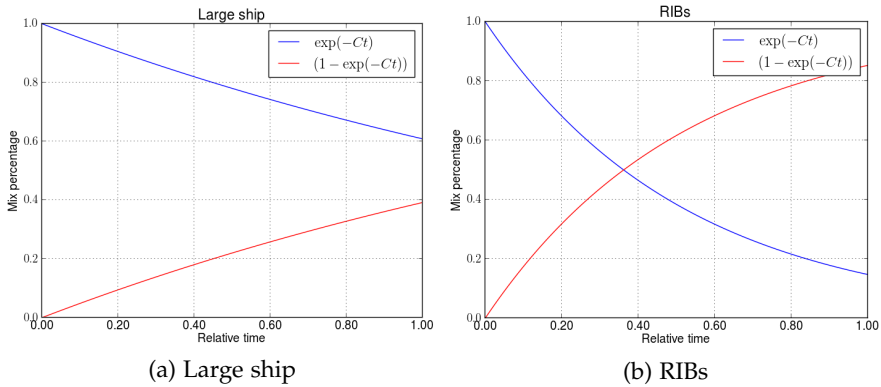 Large ship
exp(−Ct)
(1 − exp(−Ct))
Mix percentage
1.0
0.8
0.6
0.4
0.2
0.0
0.00 0.20 0.40 0.60 0.80 1.00
Relative time
(a) Large ship
RIBs
exp(−Ct)
(1 − exp(−Ct))
Mix percentage
1.0
0.8
0.6
0.4
0.2
0.0
0.00 0.20 0.40 0.60 0.80 1.00
Relative time
(b) RIBs